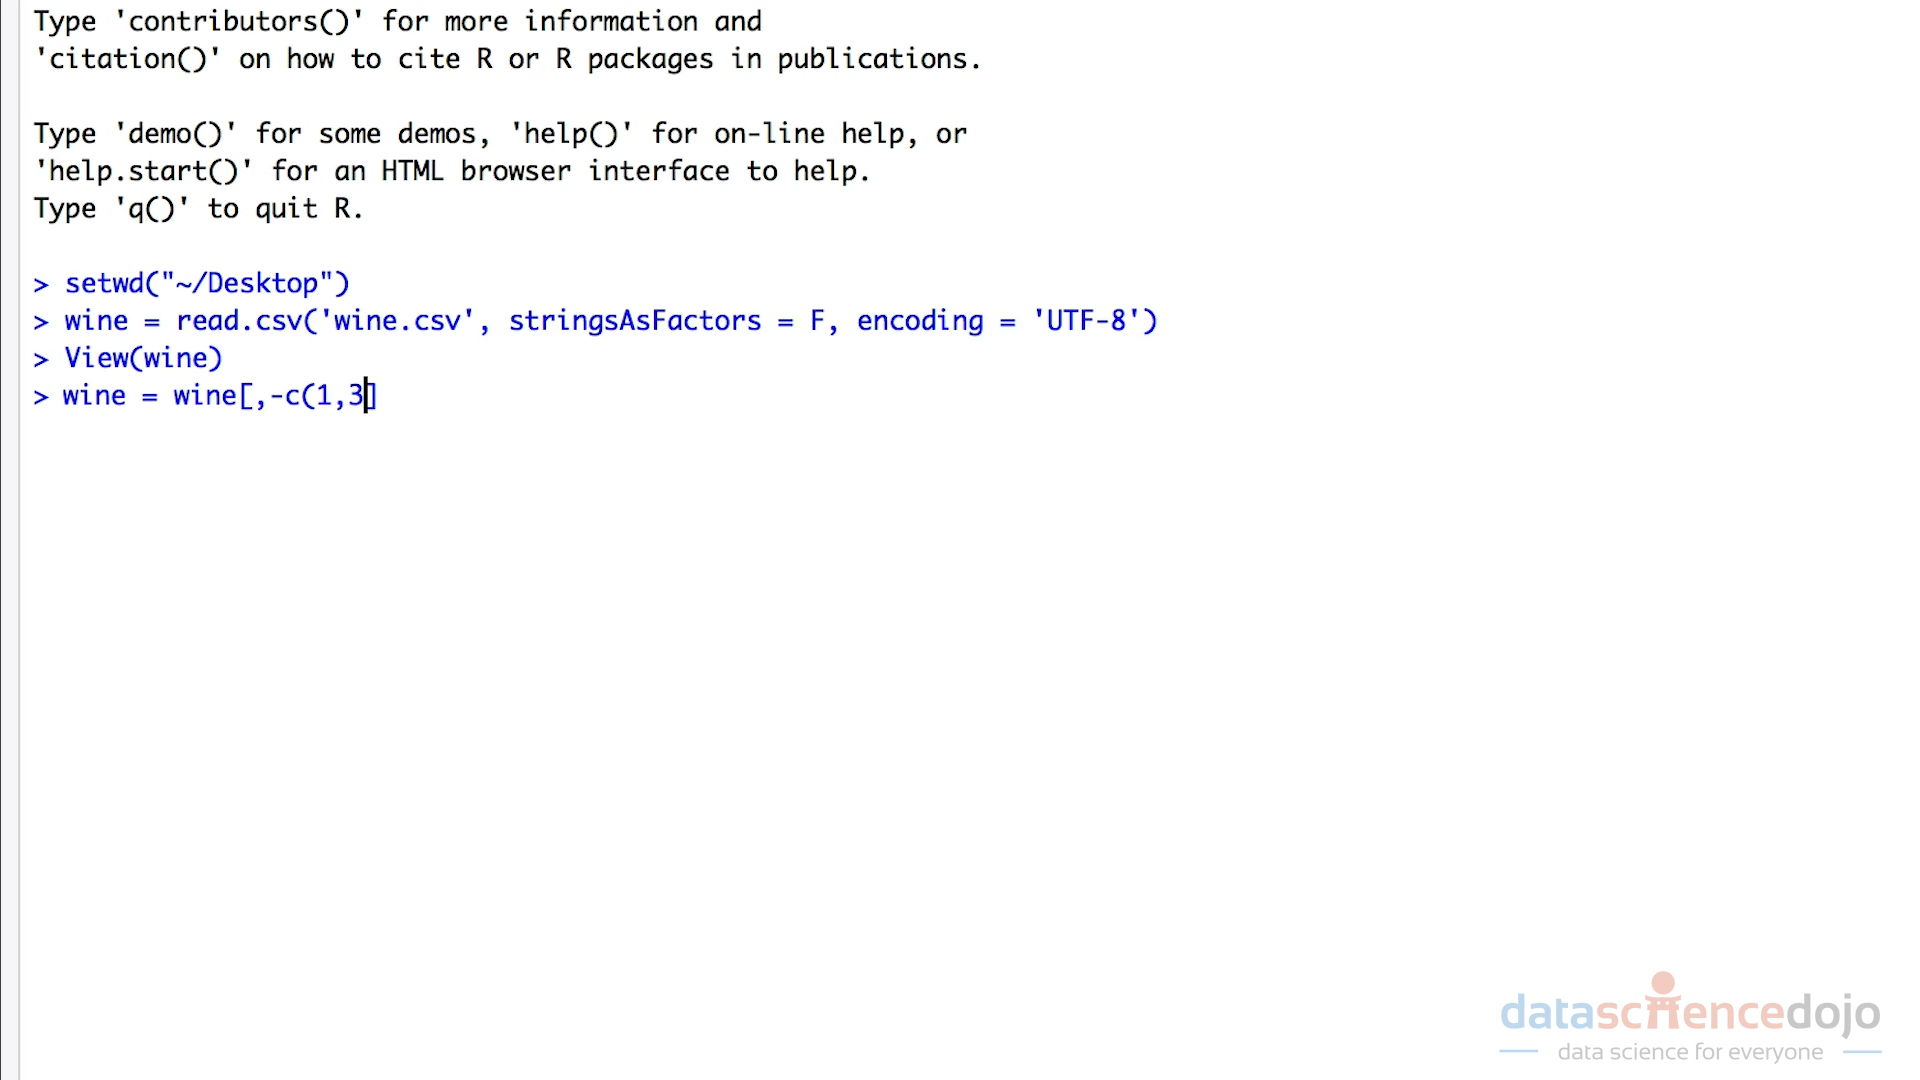 Type 'contributors()' for more information and
'citation()' on how to cite R or R packages in publications.
Type 'demo()' for some demos, 'help()' for on-line help, or
'help.start()' for an HTML browser interface to help.
Type 'q()' to quit R.
> setwd("~/Desktop")
> wine = read.csv('wine.csv', stringsAsFactors = F, encoding = 'UTF-8')
> View(wine)
> wine = wine[,-c(1,3]
datasciencedojo
data science for everyone